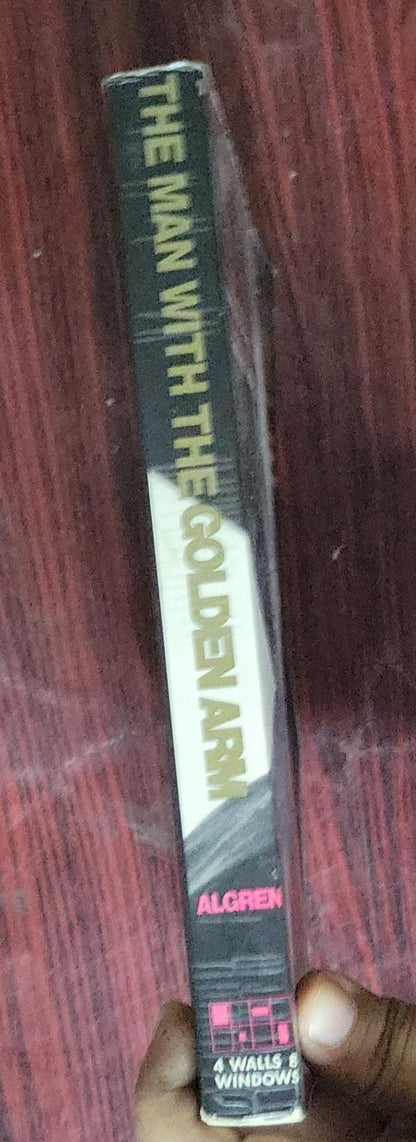 THE MAN WITH THE GOLDEN ARM
ALGREN
4 WALLS 8
WINDOWS